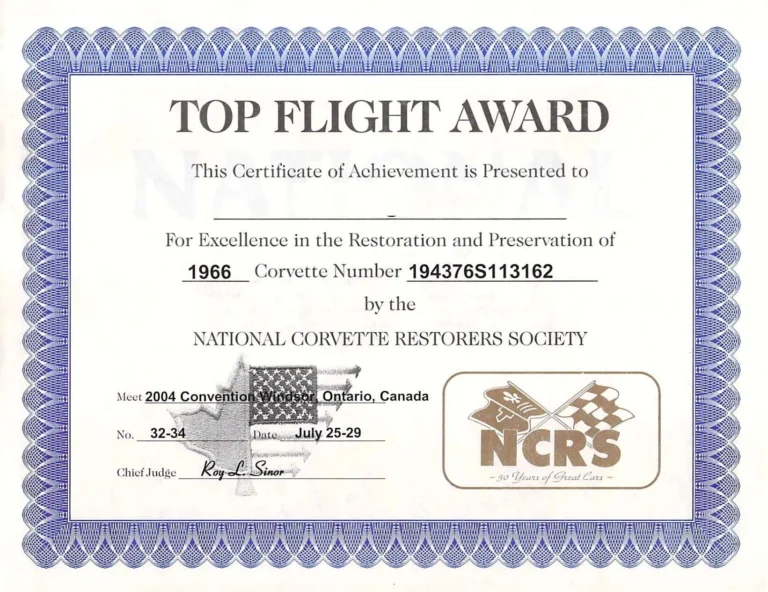 TOP FLIGHT AWARD
This Certificate of Achievement is Presented to
For Excellence in the Restoration and Preservation of
1966 Corvette Number 194376S113162
by the
NATIONAL CORVETTE RESTORERS SOCIETY
Meet 2004 Convention Windsor, Ontario, Canada
No. 32-34 Date July 25-29
Chief Judge Roy L. Sinor
NCRS
- 30 Years of Great Cars -